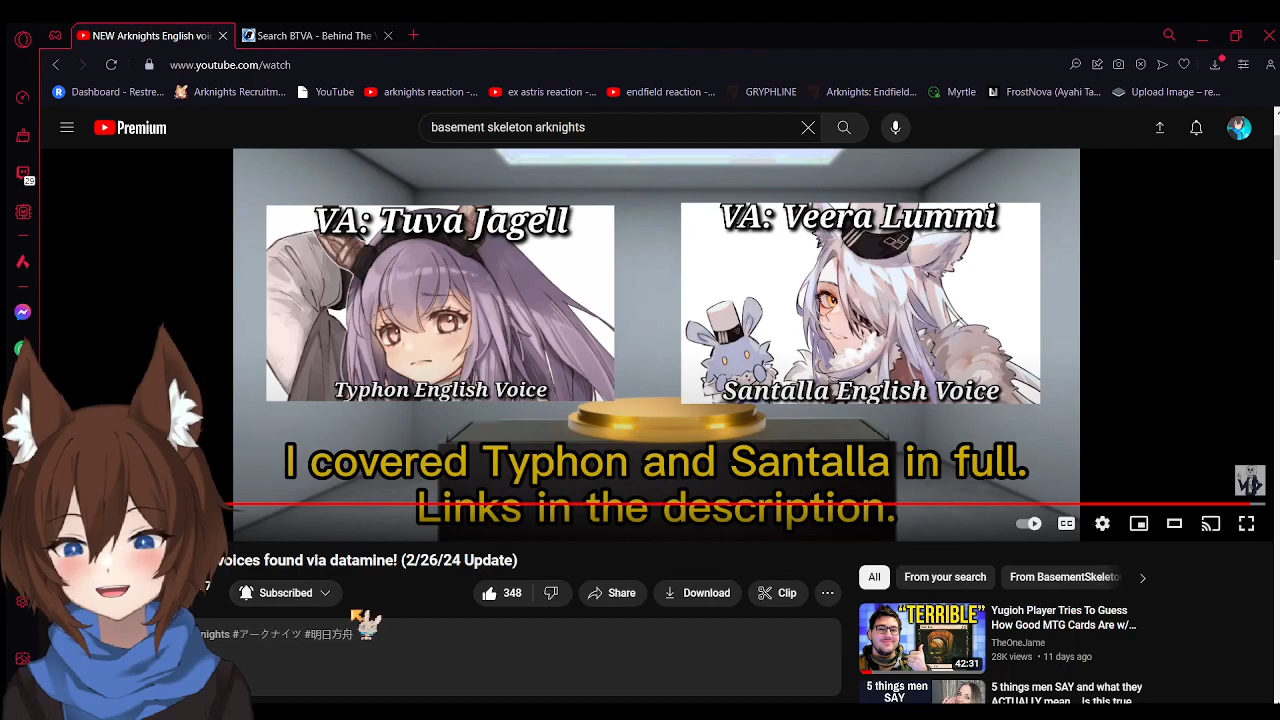 NEW Arknights English voi
Search BTVA - Behind The
www.youtube.com/watch
Dashboard - Restre...
Arknights Recruitm...
YouTube
arknights reaction -...
ex astris reaction -...
endfield reaction -...
GRYPHLINE
Arknights: Endfield...
Myrtle
FrostNova (Ayahi Ta...
Upload Image – re...
Premium
basement skeleton arknights
29
VA: Tuva Jagell
VA: Veera Lummi
Typhon English Voice
Santalla English Voice
I covered Typhon and Santalla in full.
Links in the description.
CC
voices found via datamine! (2/26/24 Update)
7
Subscribed
348
Share
Download
Clip
...
nights #アークナイツ #明日方舟
All
From your search
From BasementSkeleto
"TERRIBLE"
42:31
Yugioh Player Tries To Guess
How Good MTG Cards Are w/...
TheOneJame
28K views • 11 days ago
5 things men
SAY
5 things men SAY and what they
ACTUALLY mean... is this true